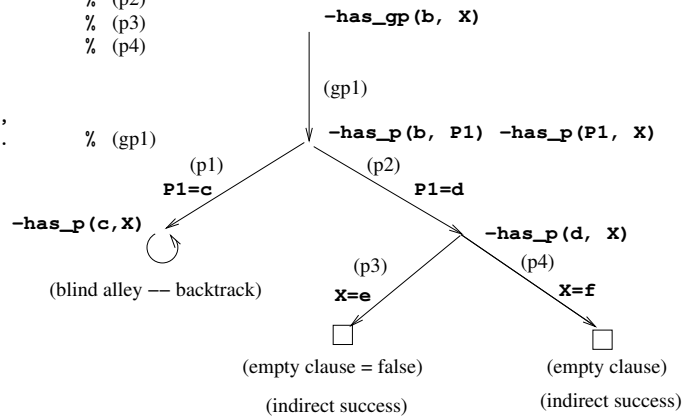 % (p2)
% (p3)
% (p4)
,
. % (gp1)
-has_gp(b, X)
(gp1)
-has_p(b, P1) -has_p(P1, X)
(p1)
P1=c
(p2)
P1=d
-has_p(c,X)
(blind alley -- backtrack)
-has_p(d, X)
(p3)
X=e
(p4)
X=f
(empty clause = false)
(indirect success)
(empty clause)
(indirect success)